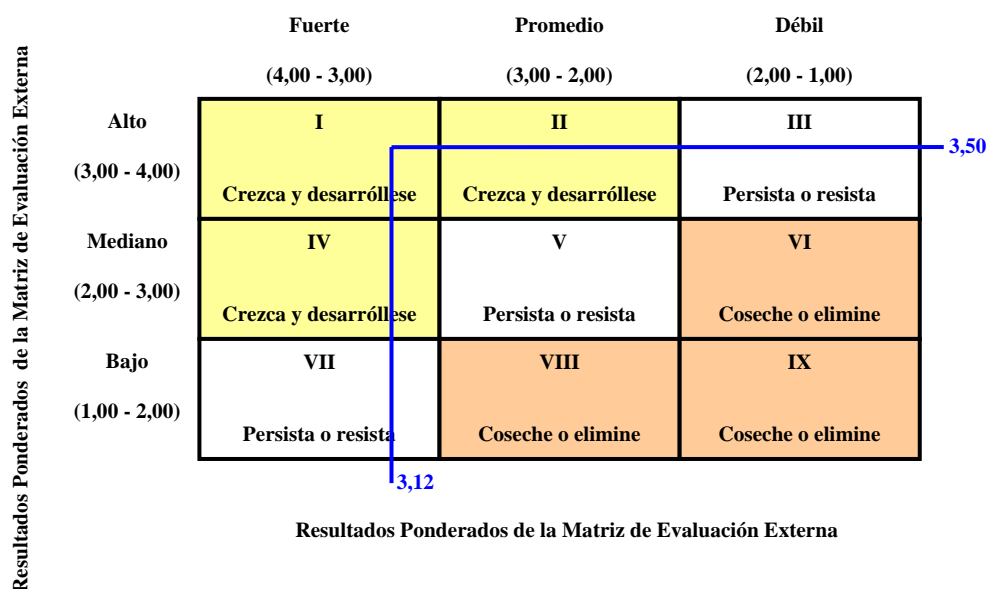 Fuerte Promedio Débil
(4,00 - 3,00) (3,00 - 2,00) (2,00 - 1,00)
Resultados Ponderados de la Matriz de Evaluación Externa
Alto I II III
3,50
(3,00 - 4,00)
Crezca y desarróllese Crezca y desarróllese Persista o resista
Mediano IV V VI
(2,00 - 3,00)
Crezca y desarróllese Persista o resista Coseche o elimine
Bajo VII VIII IX
(1,00 - 2,00)
Persista o resista Coseche o elimine Coseche o elimine
3,12
Resultados Ponderados de la Matriz de Evaluación Externa